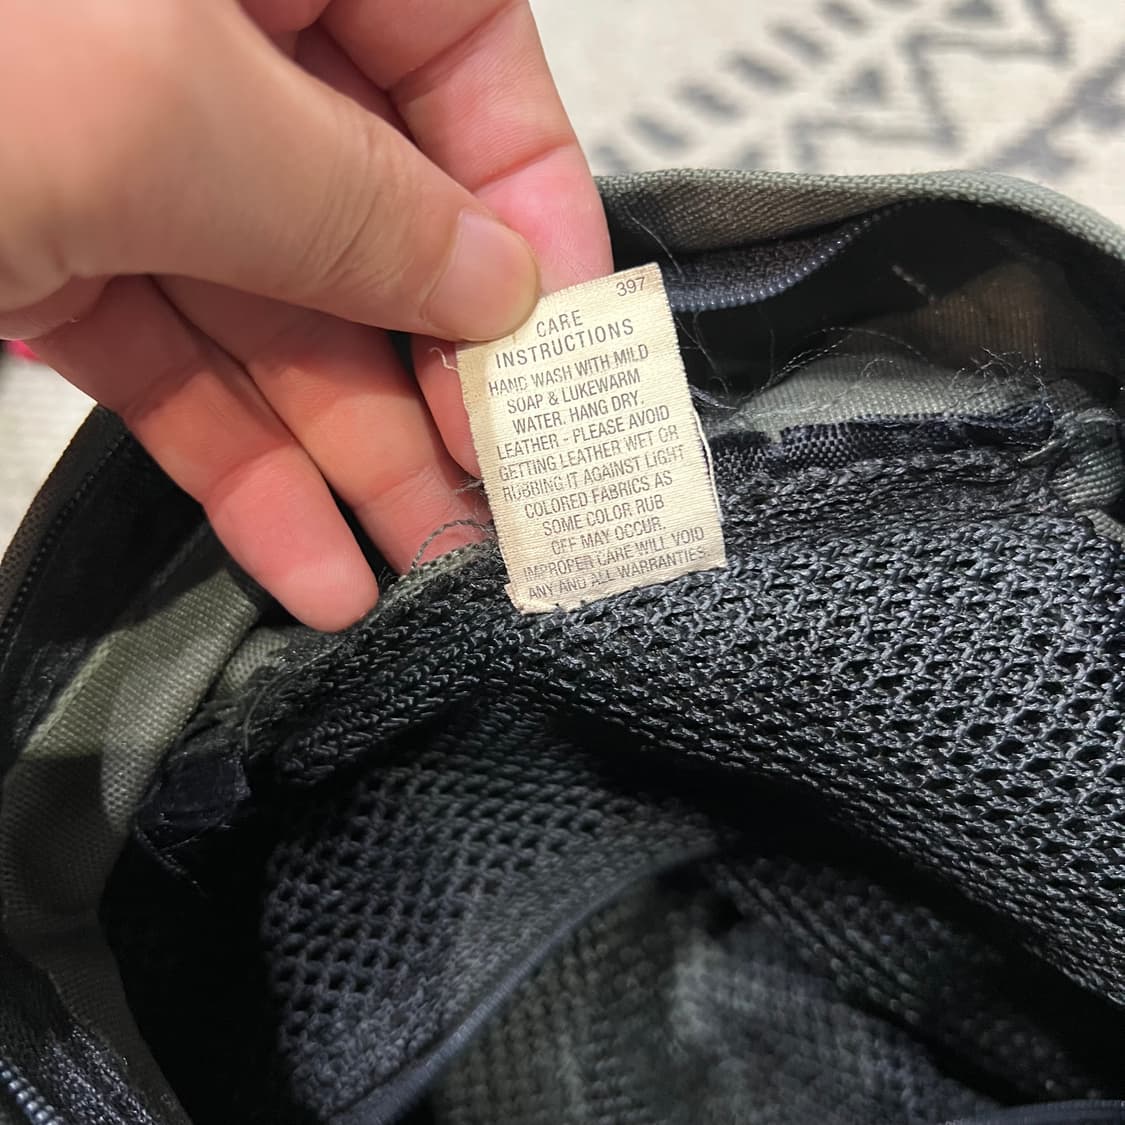 397
CARE
INSTRUCTIONS
HAND WASH WITH MILD
SOAP & LUKEWARM
WATER. HANG DRY.
LEATHER - PLEASE AVOID
GETTING LEATHER WET OR
RUBBING IT AGAINST LIGHT
COLORED FABRICS AS
SOME COLOR RUB
OFF MAY OCCUR.
IMPROPER CARE WILL VOID
ANY AND ALL WARRANTIES.